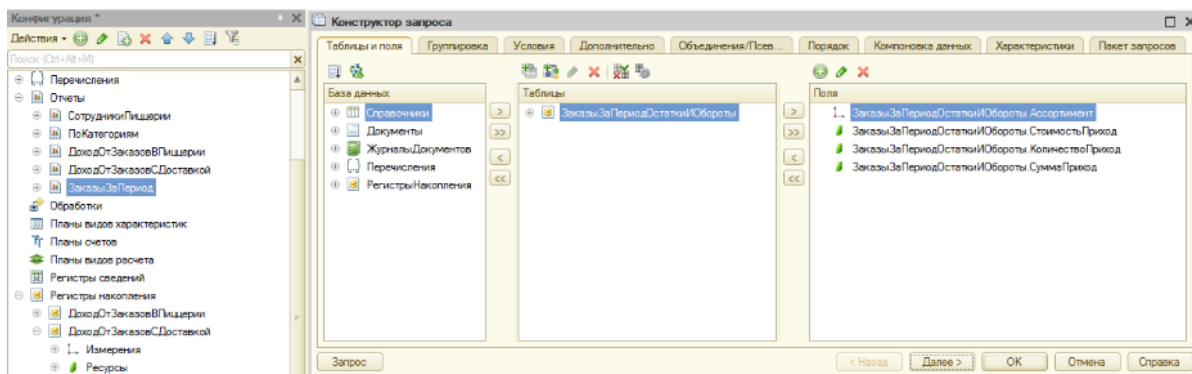 Конфигурация *
Действия
Поиск (Ctrl+Alt+M)
Перечисления
Отчеты
СотрудникиПиццерии
ПоКатегориям
ДоходОтЗаказовВПиццерии
ДоходОтЗаказовСДоставкой
ЗаказыЗаПериод
Обработки
Планы видов характеристик
Планы счетов
Планы видов расчета
Регистры сведений
Регистры накопления
ДоходОтЗаказовВПиццерии
ДоходОтЗаказовСДоставкой
Измерения
Ресурсы
Конструктор запроса
Таблицы и поля Группировка Условия Дополнительно Объединения/Псев... Порядок Компоновка данных Характеристики Пакет запросов
База данных:
Справочники
Документы
ЖурналыДокументов
Перечисления
РегистрыНакопления
> >> < <<
Таблицы
ЗаказыЗаПериодОстаткиИОбороты
> >> < <<
Поля
ЗаказыЗаПериодОстаткиИОбороты.Ассортимент
ЗаказыЗаПериодОстаткиИОбороты.СтоимостьПриход
ЗаказыЗаПериодОстаткиИОбороты.КоличествоПриход
ЗаказыЗаПериодОстаткиИОбороты.СуммаПриход
Запрос < Назад Далее > ОК Отмена Справка